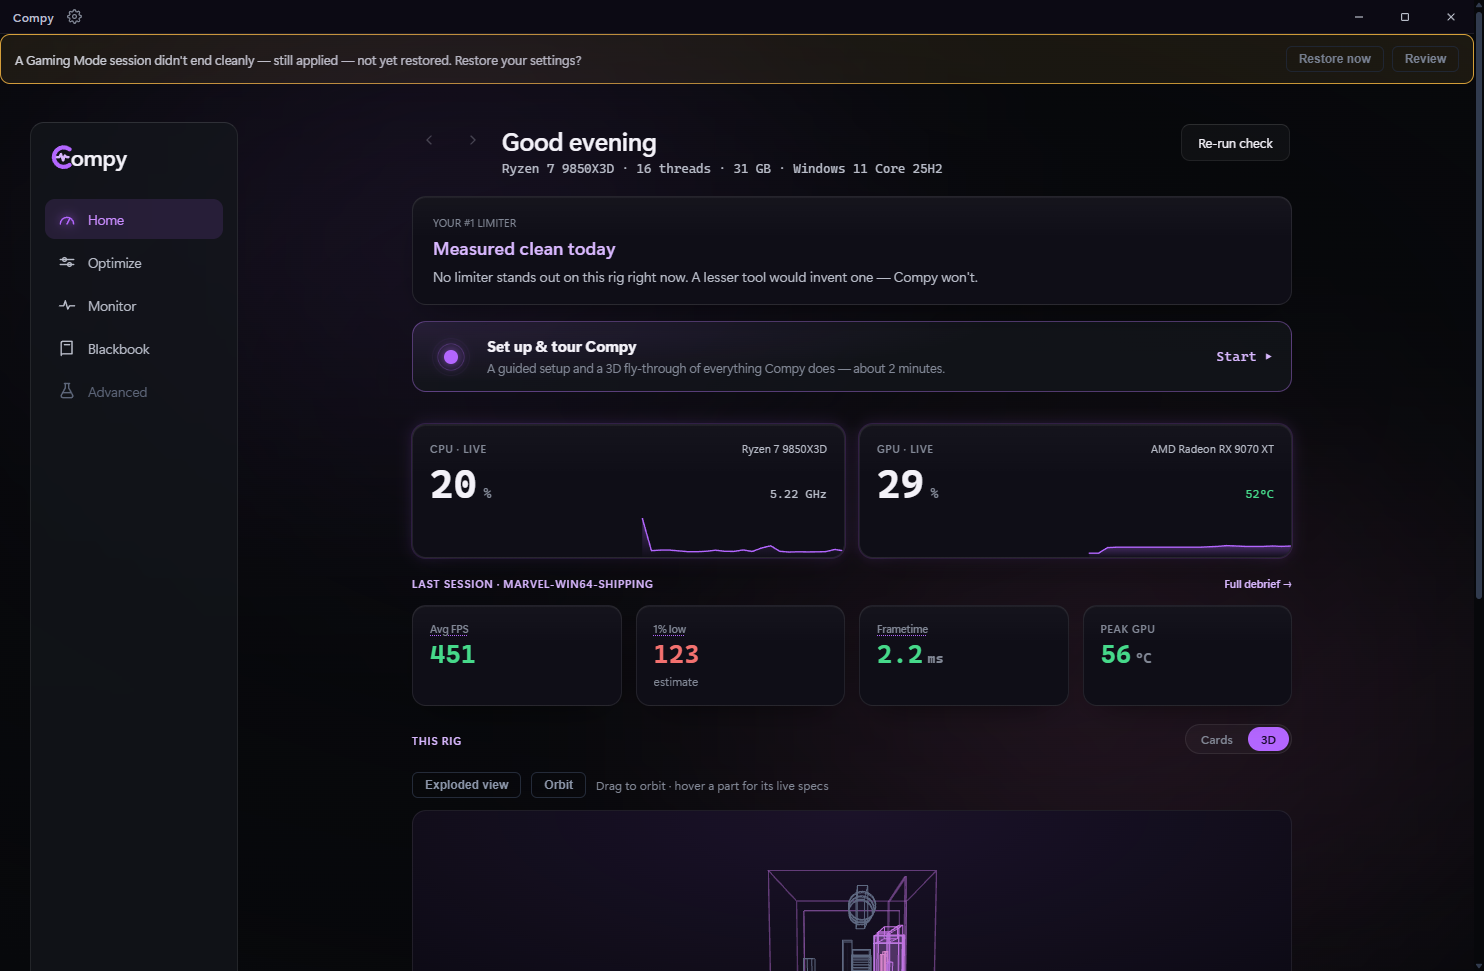 Compy
A Gaming Mode session didn't end cleanly — still applied — not yet restored. Restore your settings?
Restore now
Review
Compy
Home
Optimize
Monitor
Blackbook
Advanced
Good evening
Ryzen 7 9850X3D · 16 threads · 31 GB · Windows 11 Core 25H2
Re-run check
YOUR #1 LIMITER
Measured clean today
No limiter stands out on this rig right now. A lesser tool would invent one — Compy won't.
Set up & tour Compy
A guided setup and a 3D fly-through of everything Compy does — about 2 minutes.
Start ▸
CPU · LIVE
Ryzen 7 9850X3D
20 %
5.22 GHz
GPU · LIVE
AMD Radeon RX 9070 XT
29 %
52°C
LAST SESSION · MARVEL-WIN64-SHIPPING
Full debrief →
Avg FPS
451
1% low
123
estimate
Frametime
2.2 ms
PEAK GPU
56 °C
THIS RIG
Cards
3D
Exploded view
Orbit
Drag to orbit · hover a part for its live specs